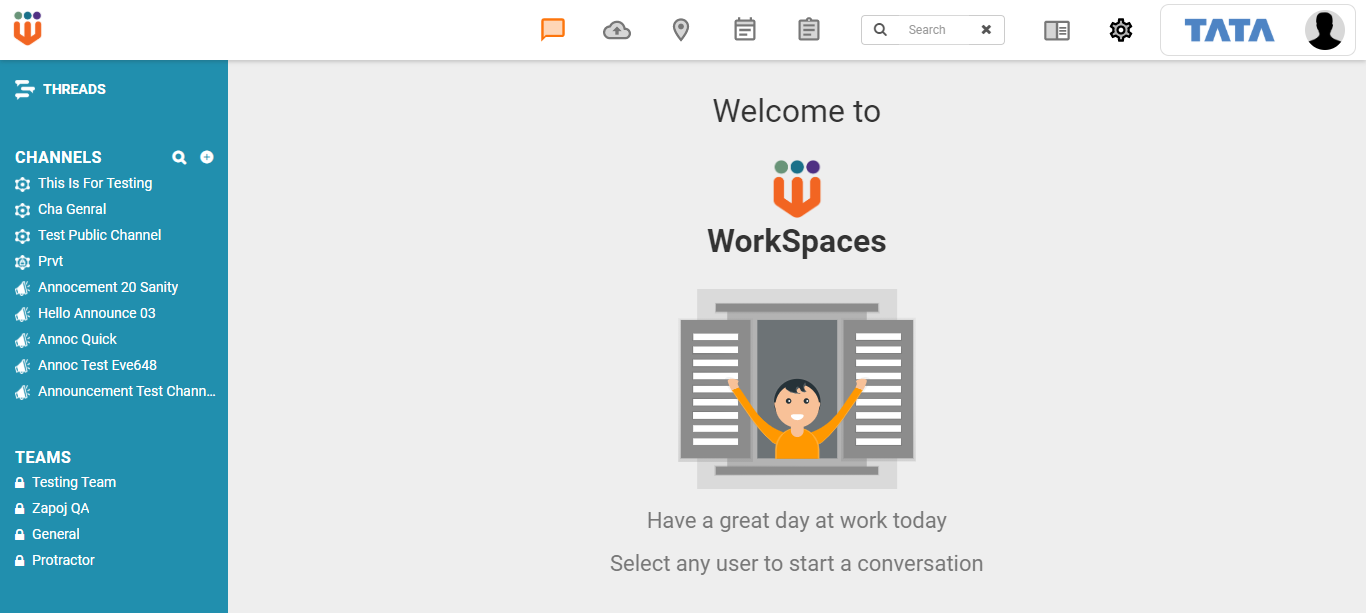 Search
TATA
THREADS
CHANNELS
This Is For Testing
Cha Genral
Test Public Channel
Prvt
Annocement 20 Sanity
Hello Announce 03
Annoc Quick
Annoc Test Eve648
Announcement Test Chann...
TEAMS
Testing Team
Zapoj QA
General
Protractor
Welcome to
WorkSpaces
Have a great day at work today
Select any user to start a conversation